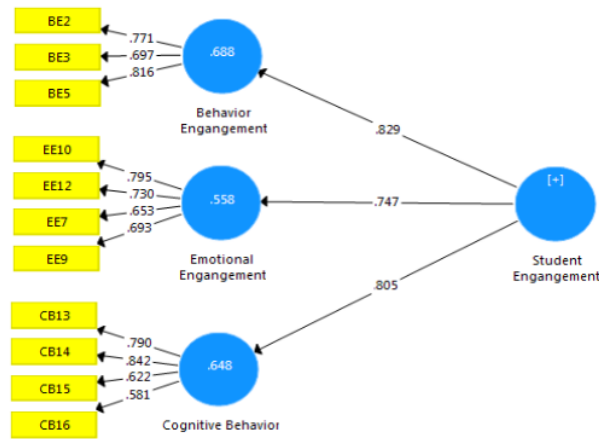 BE2
.771
BE3
.697
.688
BE5
.816
Behavior
Engangement
.829
EE10
.795
EE12
.730
.558
.747
EE7
.653
EE9
.693
Emotional
Engangement
[+]
Student
Engangement
.805
CB13
.790
CB14
.842
.648
CB15
.622
CB16
.581
Cognitive Behavior